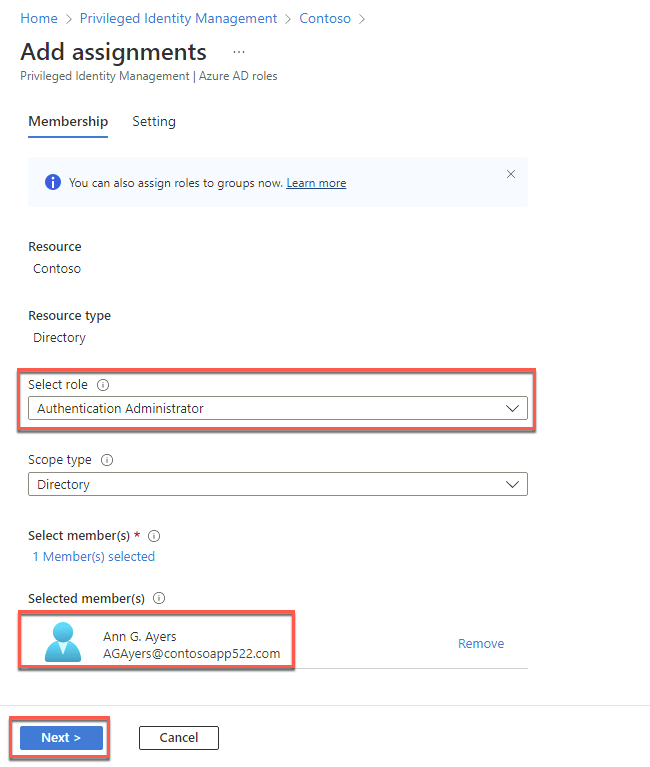 Home > Privileged Identity Management > Contoso >
Add assignments ...
Privileged Identity Management | Azure AD roles
Membership Setting
You can also assign roles to groups now. Learn more
Resource
Contoso
Resource type
Directory
Select role
Authentication Administrator
Scope type
Directory
Select member(s) *
1 Member(s) selected
Selected member(s)
Ann G. Ayers
AGAyers@contosoapp522.com
Remove
Next > Cancel